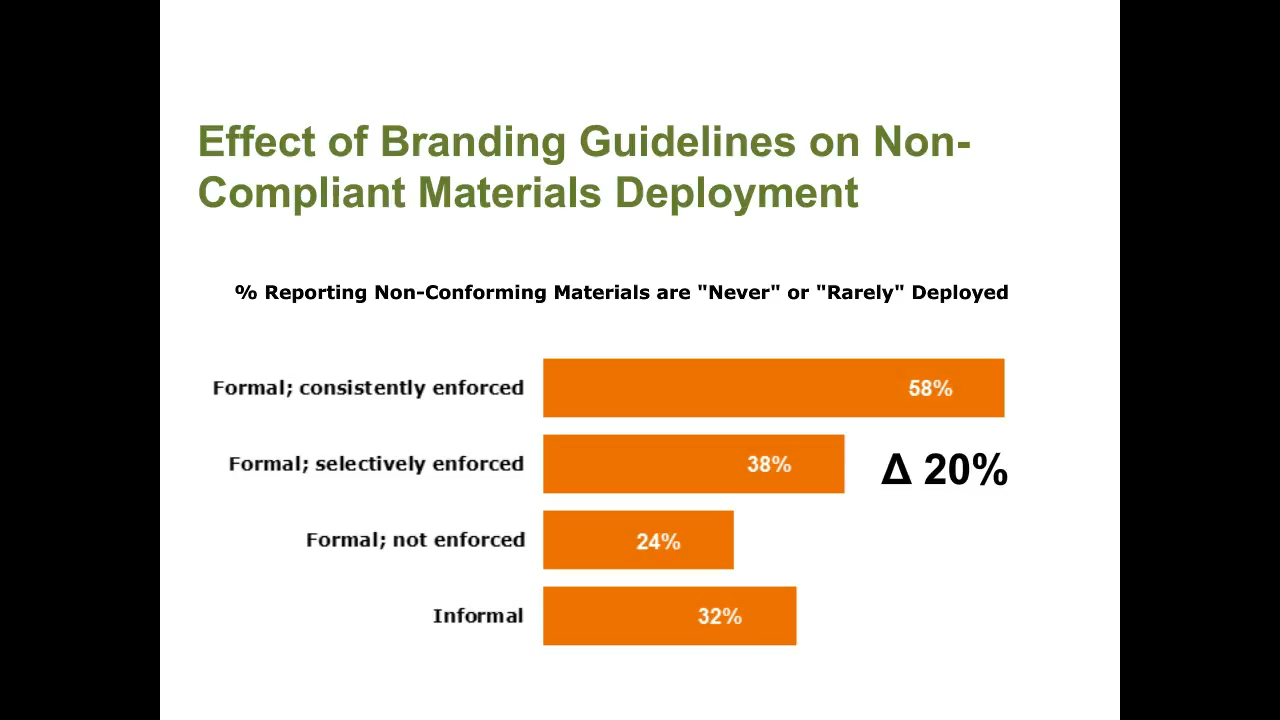 Effect of Branding Guidelines on Non-
Compliant Materials Deployment
% Reporting Non-Conforming Materials are "Never" or "Rarely" Deployed
Formal; consistently enforced 58%
Formal; selectively enforced 38% Δ 20%
Formal; not enforced 24%
Informal 32%